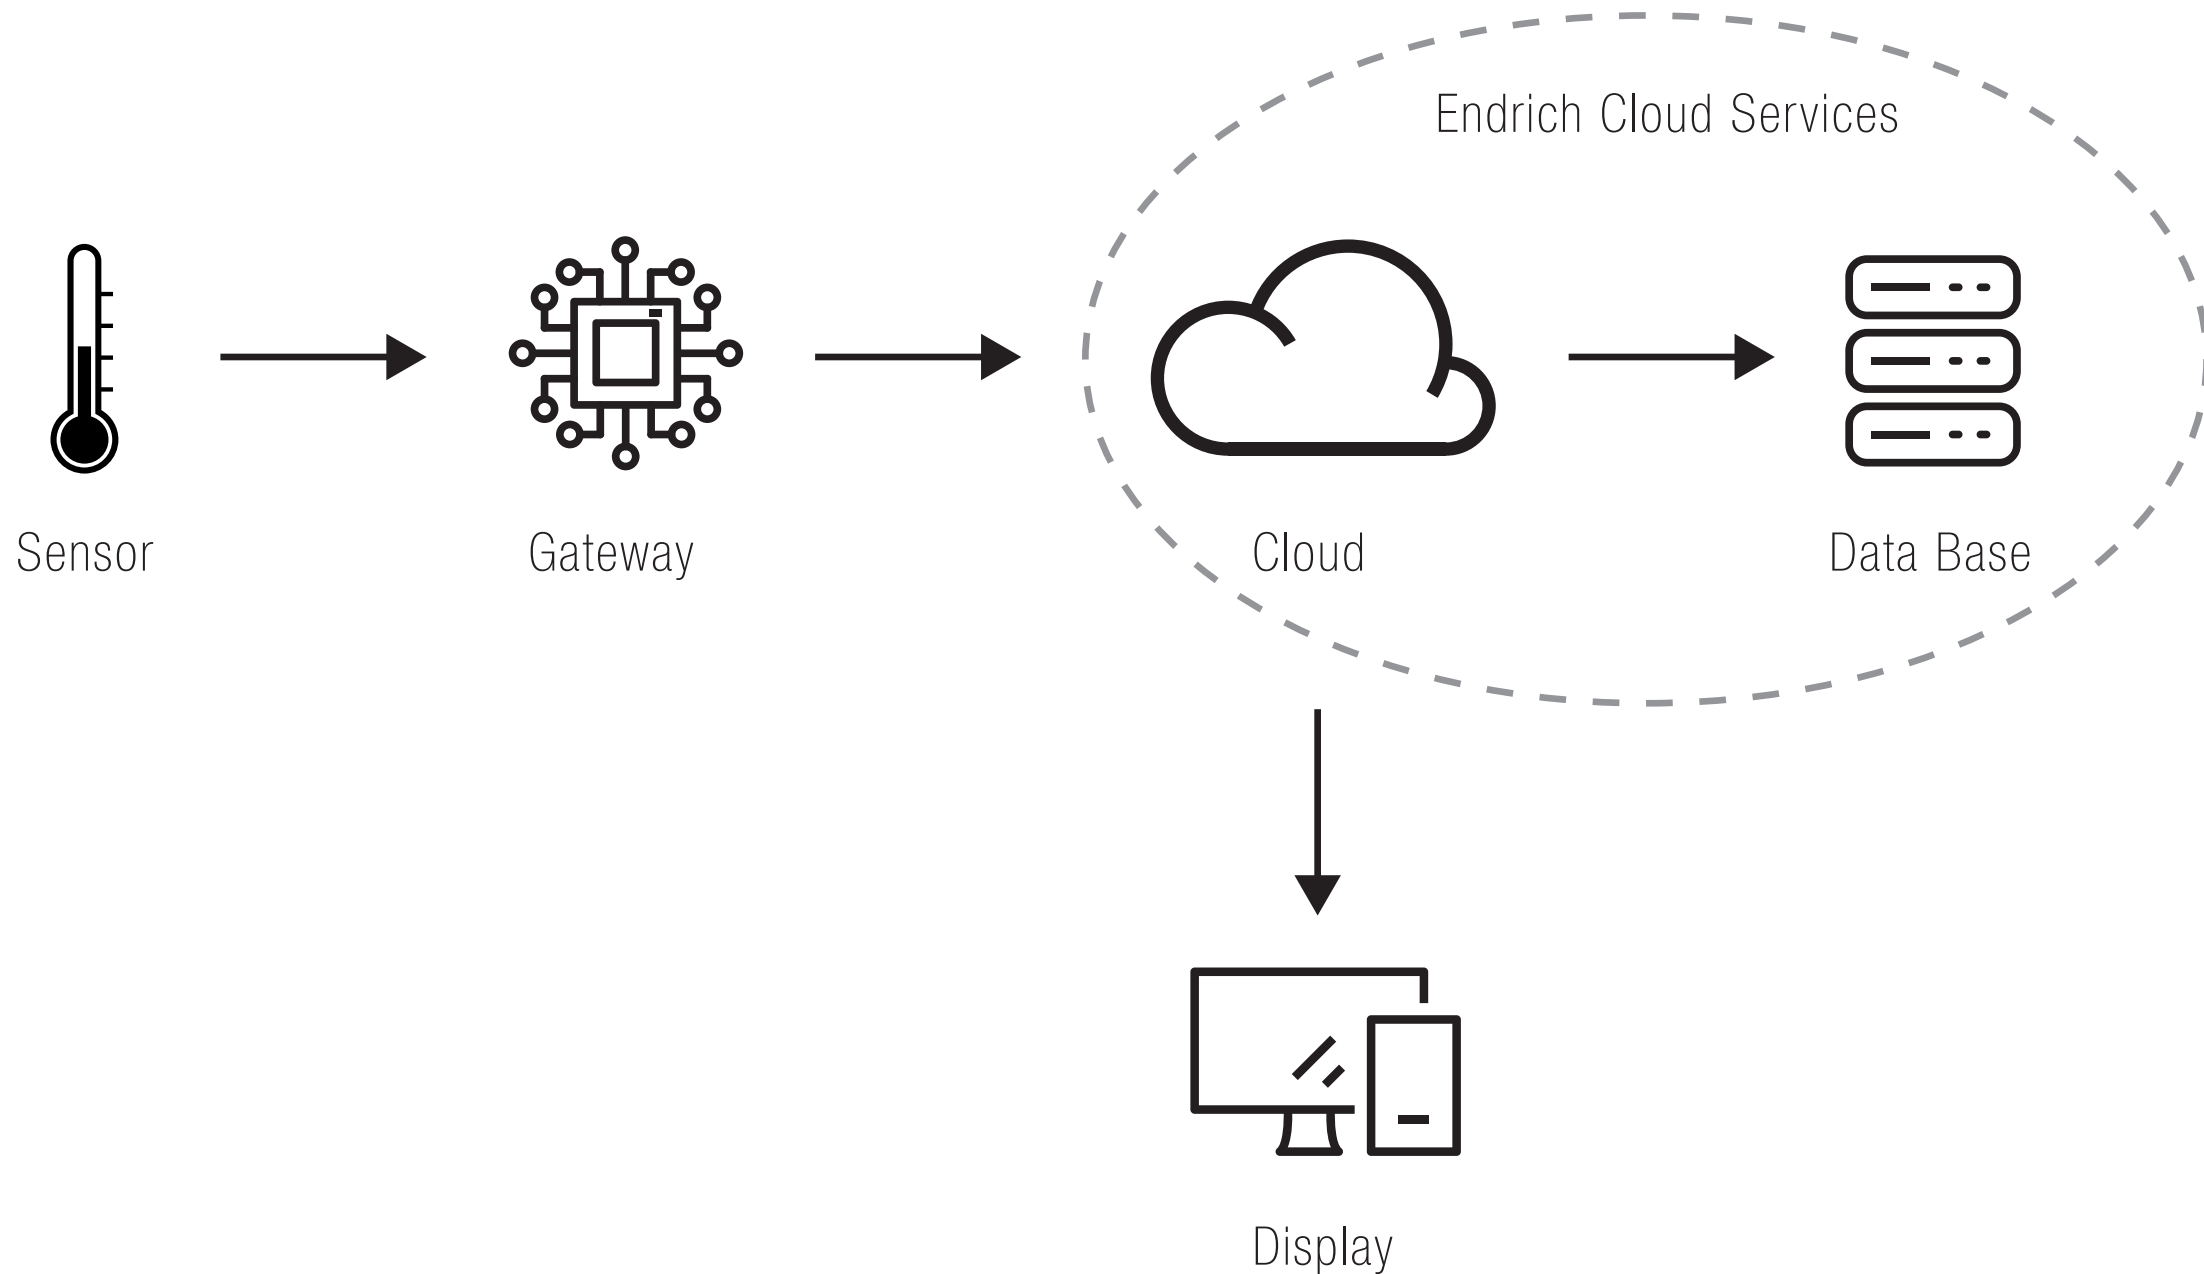 Endrich Cloud Services
Sensor
Gateway
Cloud
Data Base
Display